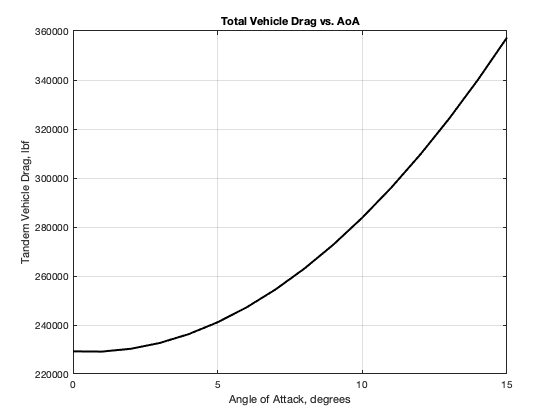 Total Vehicle Drag vs. AoA
360000
340000
320000
300000
280000
260000
240000
220000
Tandem Vehicle Drag, lbf
0 5 10 15
Angle of Attack, degrees